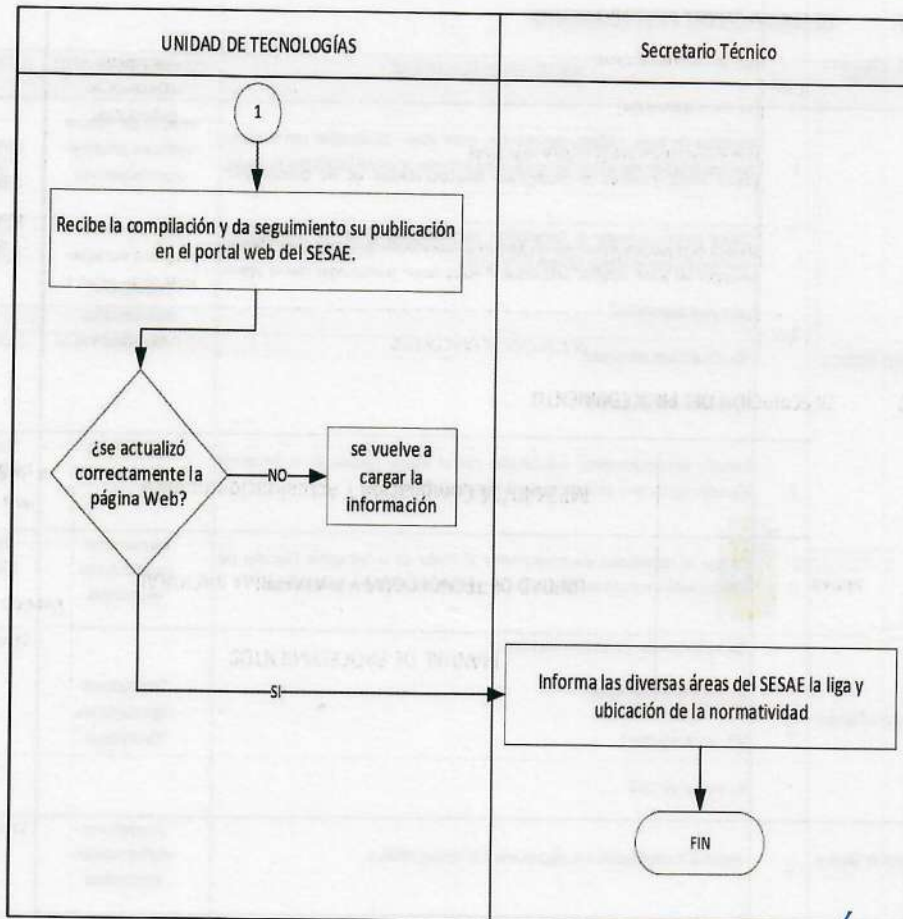 UNIDAD DE TECNOLOGÍAS
Secretario Técnico
1
Recibe la compilación y da seguimiento su publicación
en el portal web del SESAE.
¿se actualizó
correctamente la
página Web?
NO
se vuelve a
cargar la
información
SI
Informa las diversas áreas del SESAE la liga y
ubicación de la normatividad
FIN